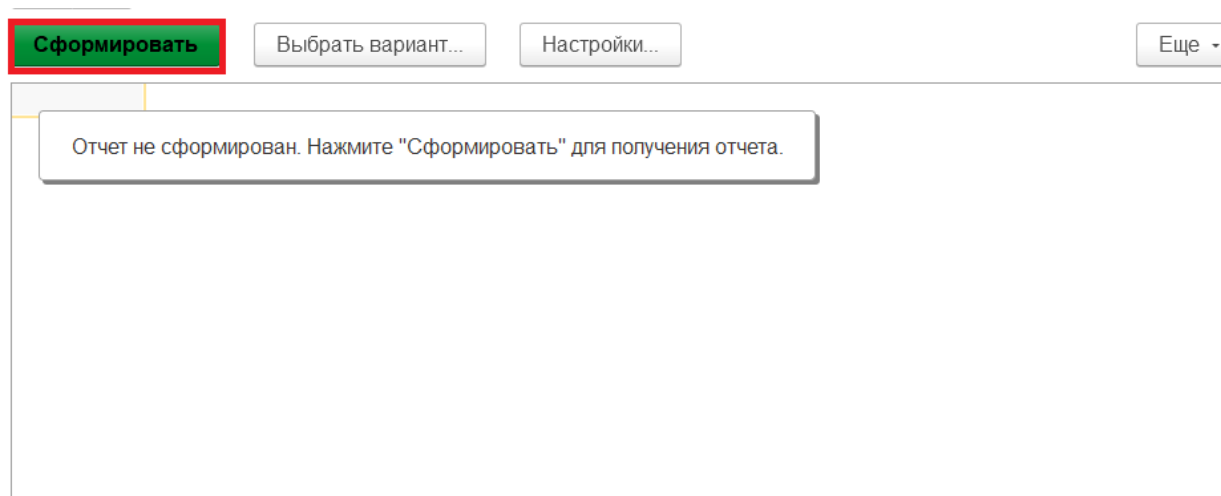 Сформировать Выбрать вариант... Настройки... Еще
Отчет не сформирован. Нажмите "Сформировать" для получения отчета.